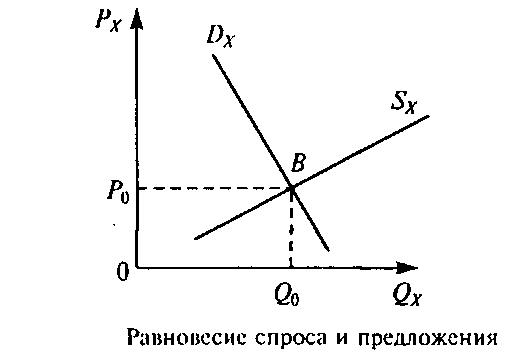 P_X
D_X
S_X
B
P_0
0
Q_0
Q_X
Равновесие спроса и предложения